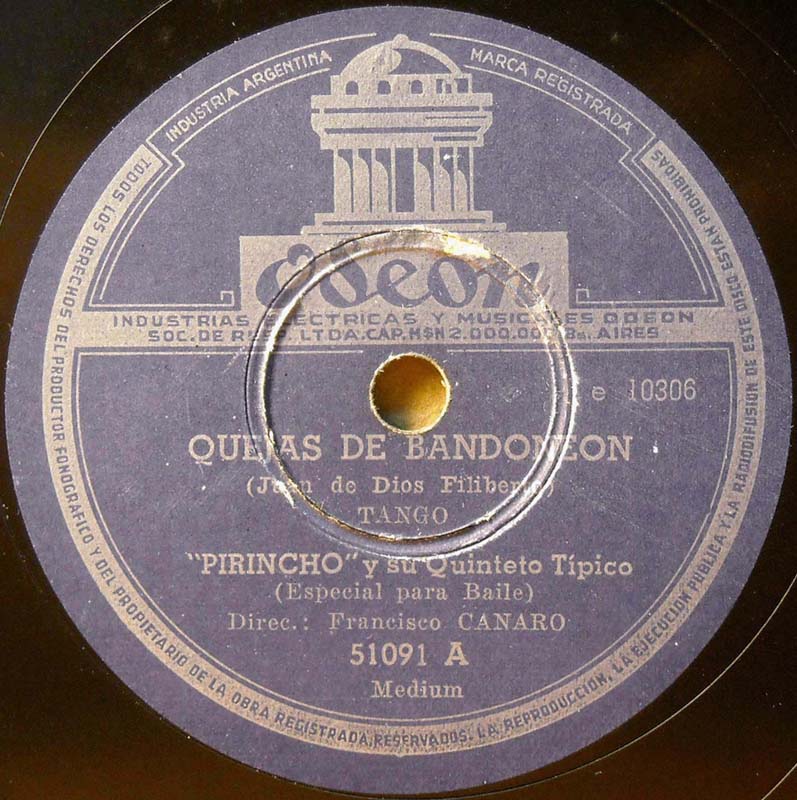 INDUSTRIA ARGENTINA
MARCA REGISTRADA
Odeon
INDUSTRIAS ELECTRICAS Y MUSICALES ODEON
SOC. DE RESP. LTDA. CAP. M$N 2.000.000 Bs. AIRES
e 10306
QUEJAS DE BANDONEON
(Juan de Dios Filiberto)
TANGO
"PIRINCHO" y su Quinteto Típico
(Especial para Baile)
Direc.: Francisco CANARO
51091 A
Medium
TODOS LOS DERECHOS DEL PRODUCTOR FONOGRAFICO Y DEL PROPIETARIO DE LA OBRA REGISTRADA, RESERVADOS. LA REPRODUCCION, LA EJECUCION PUBLICA Y LA RADIODIFUSION DE ESTE DISCO ESTAN PROHIBIDAS